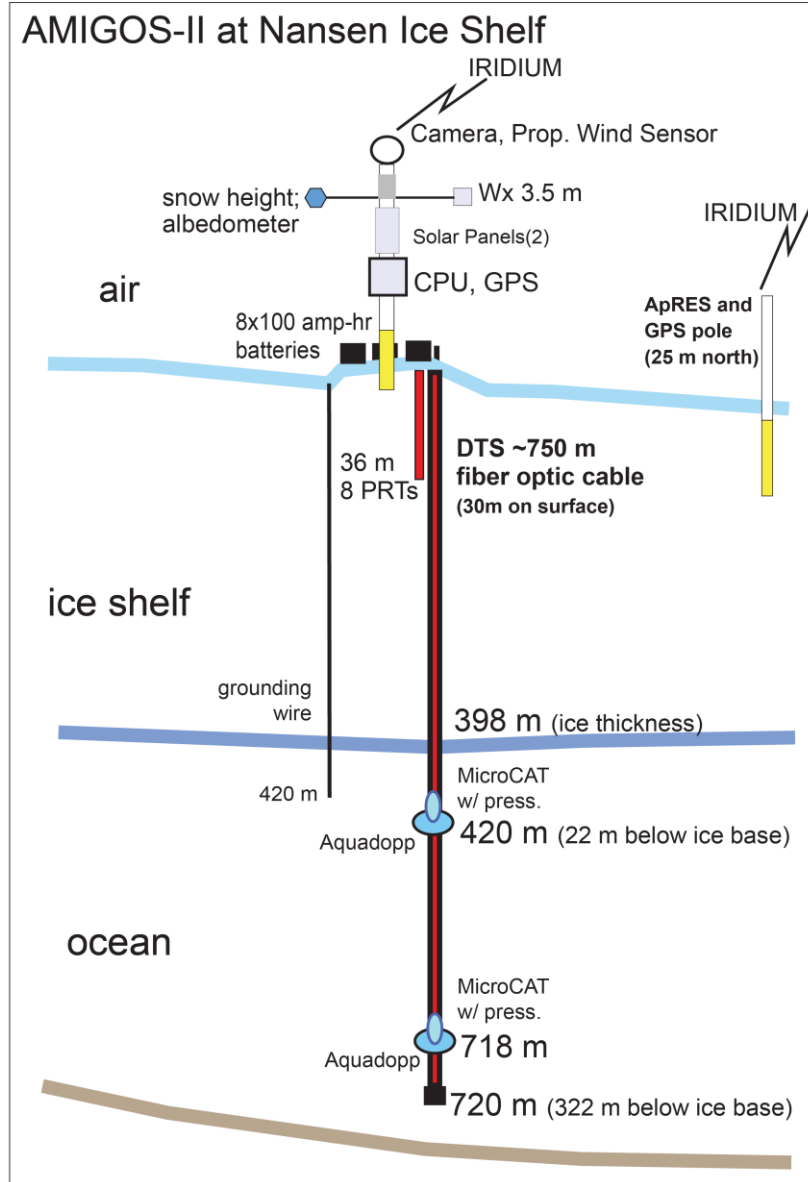 AMIGOS-II at Nansen Ice Shelf
IRIDIUM
Camera, Prop. Wind Sensor
snow height;
albedometer
Wx 3.5 m
Solar Panels(2)
IRIDIUM
CPU, GPS
air
8x100 amp-hr
batteries
ApRES and
GPS pole
(25 m north)
36 m
8 PRTs
DTS ~750 m
fiber optic cable
(30m on surface)
ice shelf
grounding
wire
398 m (ice thickness)
420 m
MicroCAT
w/ press.
Aquadopp
420 m (22 m below ice base)
ocean
MicroCAT
w/ press.
Aquadopp
718 m
720 m (322 m below ice base)